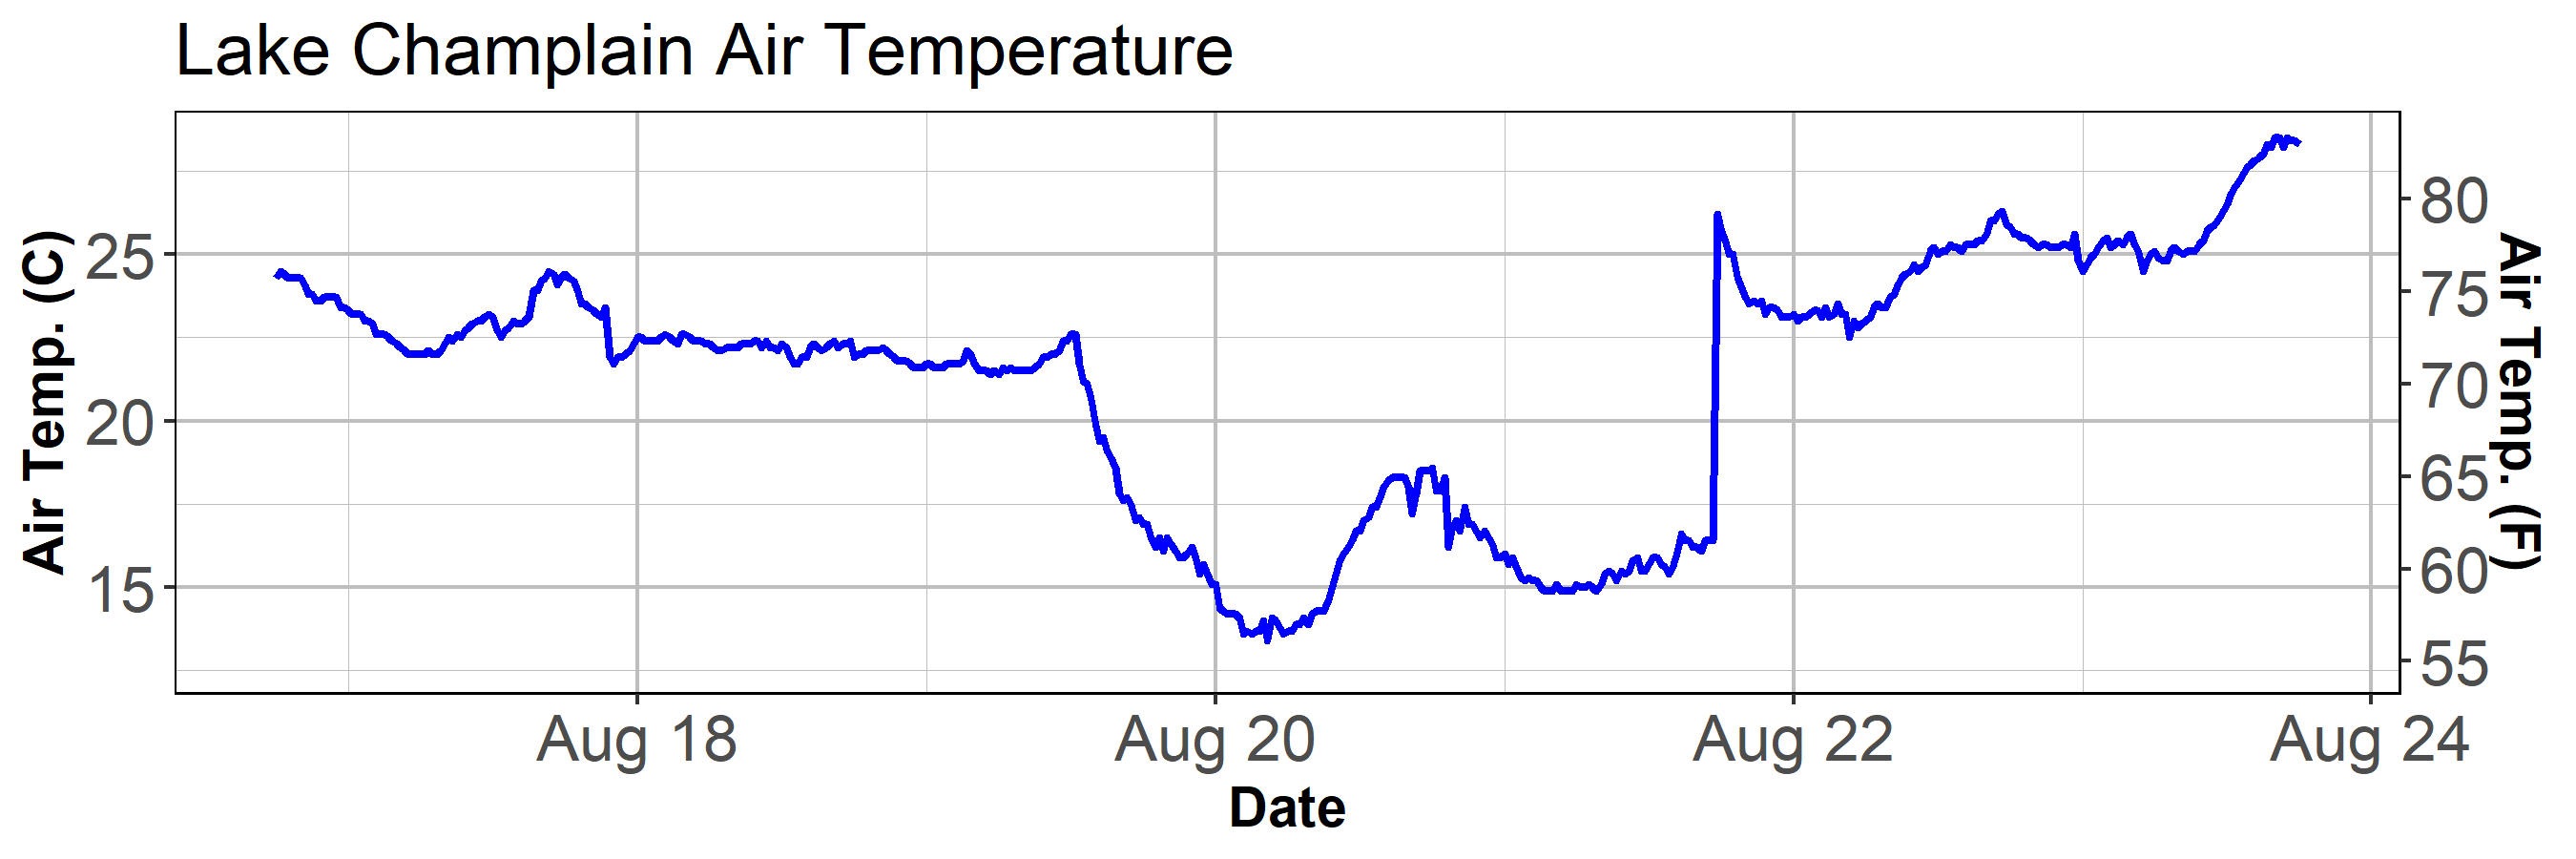 Lake Champlain Air Temperature
Air Temp. (C)
25
20
15
80
75
70
65
60
55
Air Temp. (F)
Aug 18
Aug 20
Aug 22
Aug 24
Date